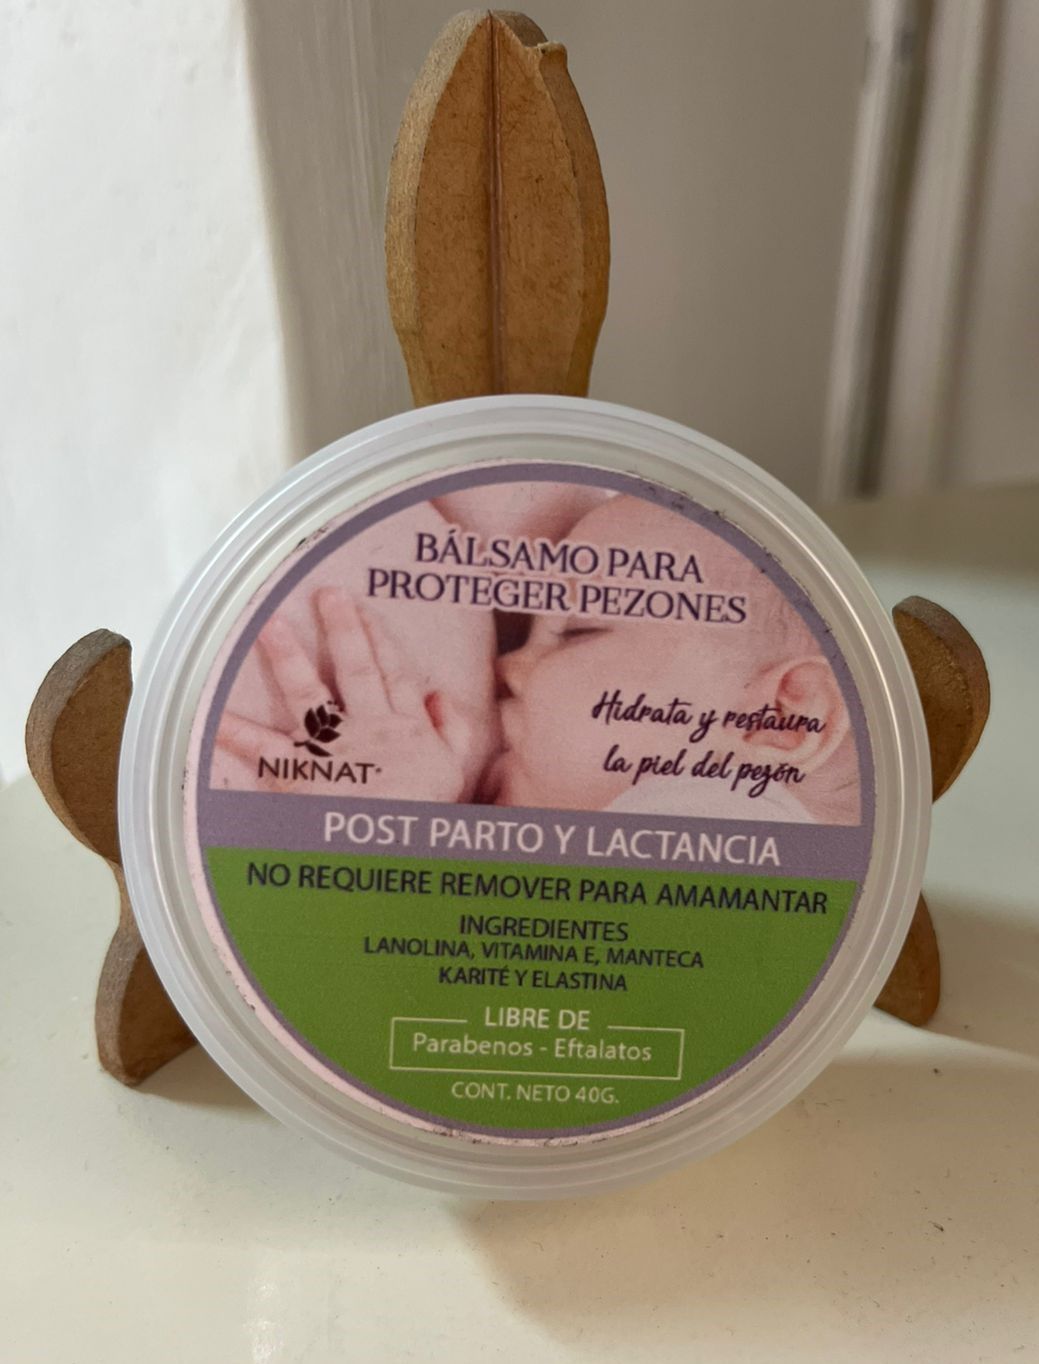 BÁLSAMO PARA
PROTEGER PEZONES
Hidrata y restaura
la piel del pezón
NIKNAT
POST PARTO Y LACTANCIA
NO REQUIERE REMOVER PARA AMAMANTAR
INGREDIENTES
LANOLINA, VITAMINA E, MANTECA
KARITÉ Y ELASTINA
LIBRE DE
Parabenos - Eftalatos
CONT. NETO 40G.